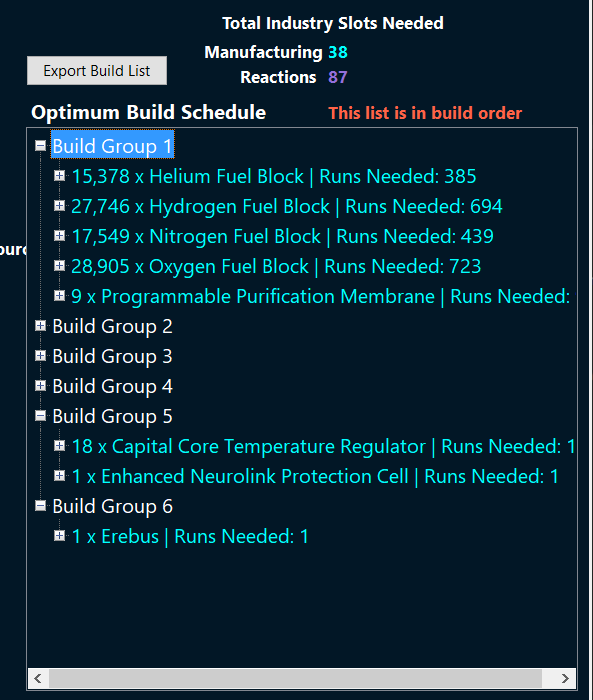 Total Industry Slots Needed
Manufacturing 38
Export Build List
Reactions 87
Optimum Build Schedule
This list is in build order
Build Group 1
15,378 x Helium Fuel Block | Runs Needed: 385
27,746 x Hydrogen Fuel Block | Runs Needed: 694
17,549 x Nitrogen Fuel Block | Runs Needed: 439
28,905 x Oxygen Fuel Block | Runs Needed: 723
9 x Programmable Purification Membrane | Runs Needed:
Build Group 2
Build Group 3
Build Group 4
Build Group 5
18 x Capital Core Temperature Regulator | Runs Needed: 1
1 x Enhanced Neurolink Protection Cell | Runs Needed: 1
Build Group 6
1 x Erebus | Runs Needed: 1